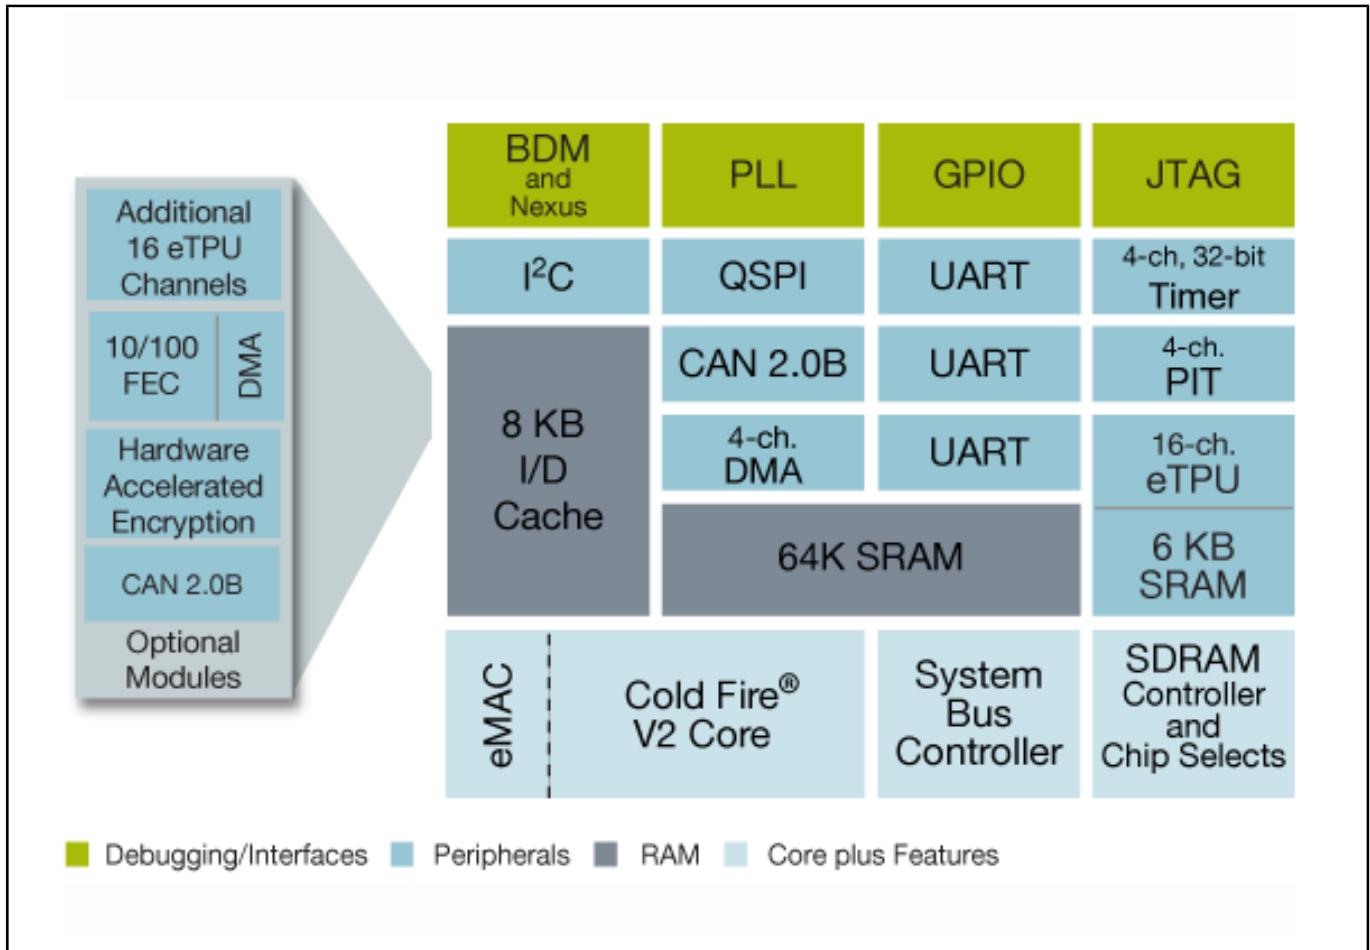 Additional
16 eTPU
Channels
10/100
FEC
DMA
Hardware
Accelerated
Encryption
CAN 2.0B
Optional
Modules
BDM
and
Nexus
PLL
GPIO
JTAG
I²C
QSPI
UART
4-ch, 32-bit
Timer
8 KB
I/D
Cache
CAN 2.0B
UART
4-ch.
PIT
4-ch.
DMA
UART
16-ch.
eTPU
64K SRAM
6 KB
SRAM
eMAC
Cold Fire®
V2 Core
System
Bus
Controller
SDRAM
Controller
and
Chip Selects
Debugging/Interfaces
Peripherals
RAM
Core plus Features